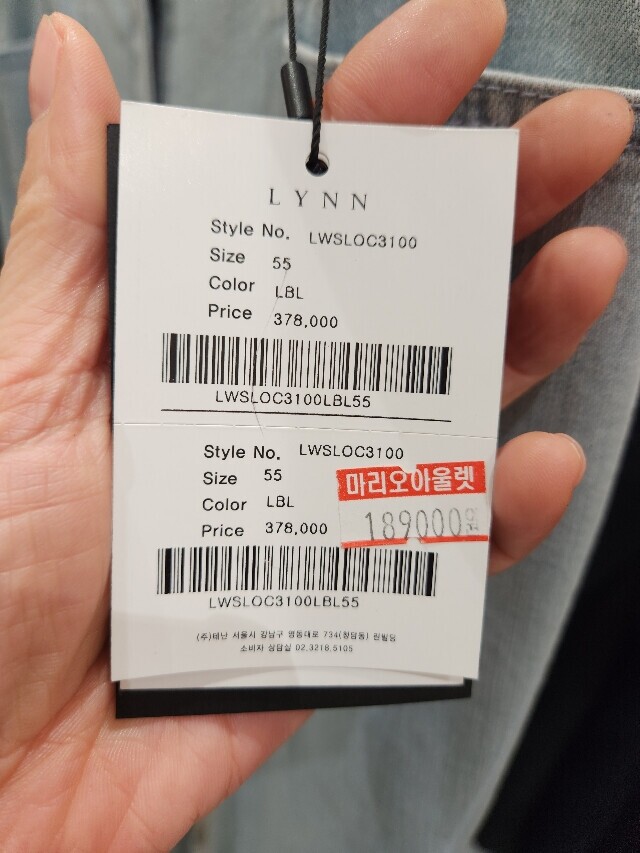 LYNN
Style No. LWSLOC3100
Size 55
Color LBL
Price 378,000
LWSLOC3100LBL55
Style No. LWSLOC3100
Size 55
Color LBL
Price 378,000
마리오아울렛
189000원
LWSLOC3100LBL55
(주)테난 서울시 강남구 영동대로 734(청담동) 린빌딩
소비자 상담실 02.3218.5105